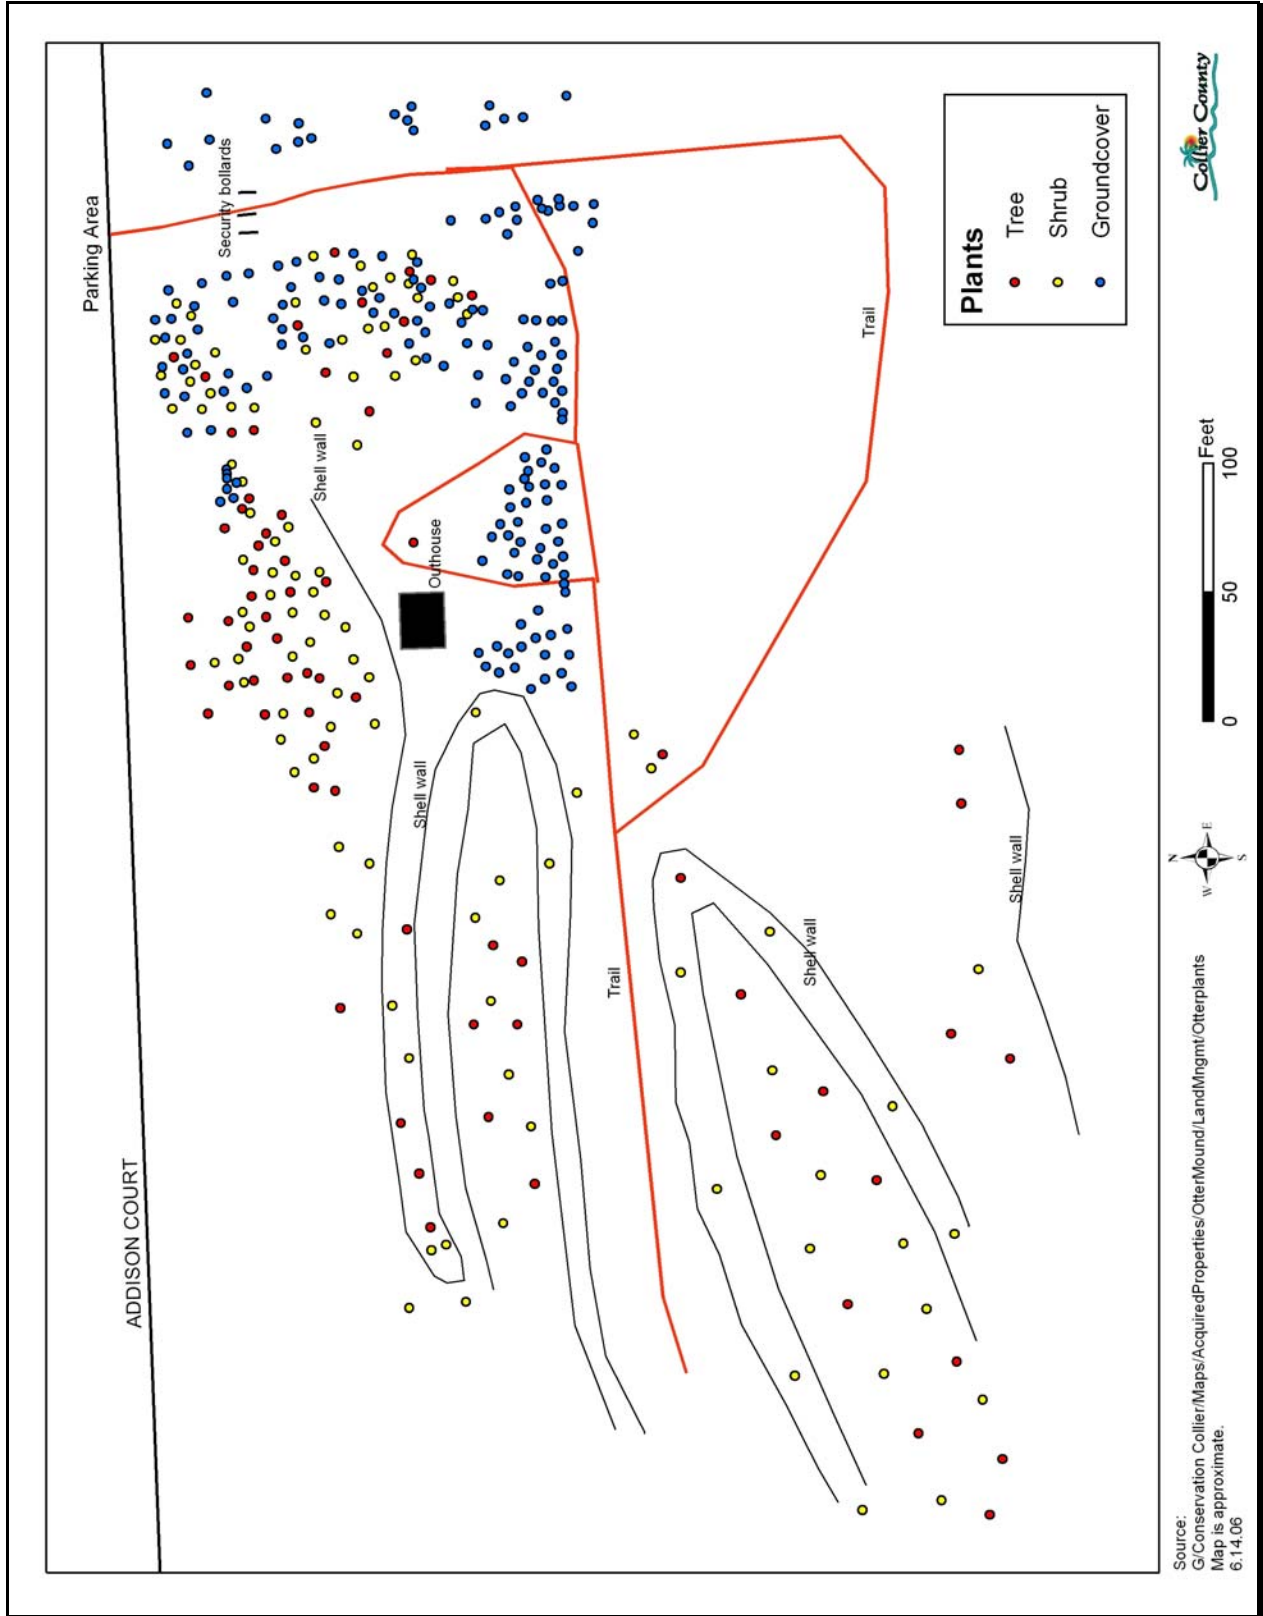 ADDISON COURT
Parking Area
Security bollards
Shell wall
Shell wall
Outhouse
Trail
Trail
Shell wall
Shell wall
Plants
Tree
Shrub
Groundcover
Source:
G/Conservation Collier/Maps/AcquiredProperties/OtterMound/LandMngmt/Otterplants
Map is approximate.
6.14.06
N
W
E
S
0
50
100
Feet
Collier County